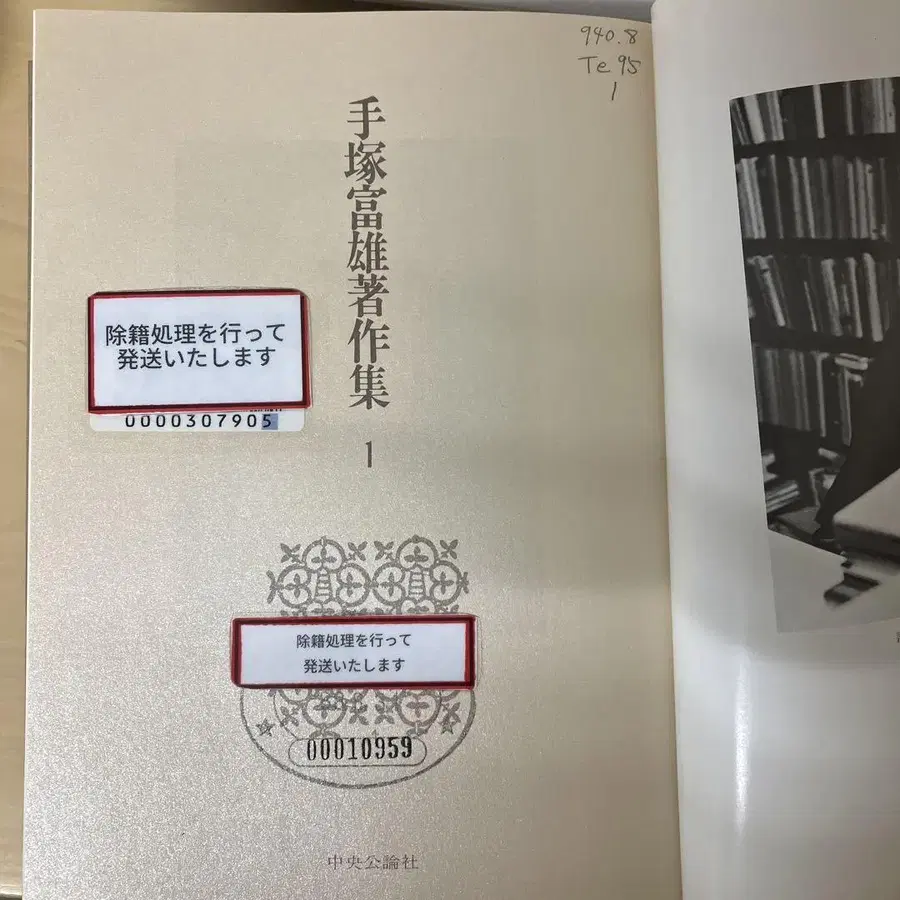 940.8
Te 95
1
手塚富雄著作集 1
除籍処理を行って
発送いたします
0000307905
除籍処理を行って
発送いたします
00010959
中央公論社